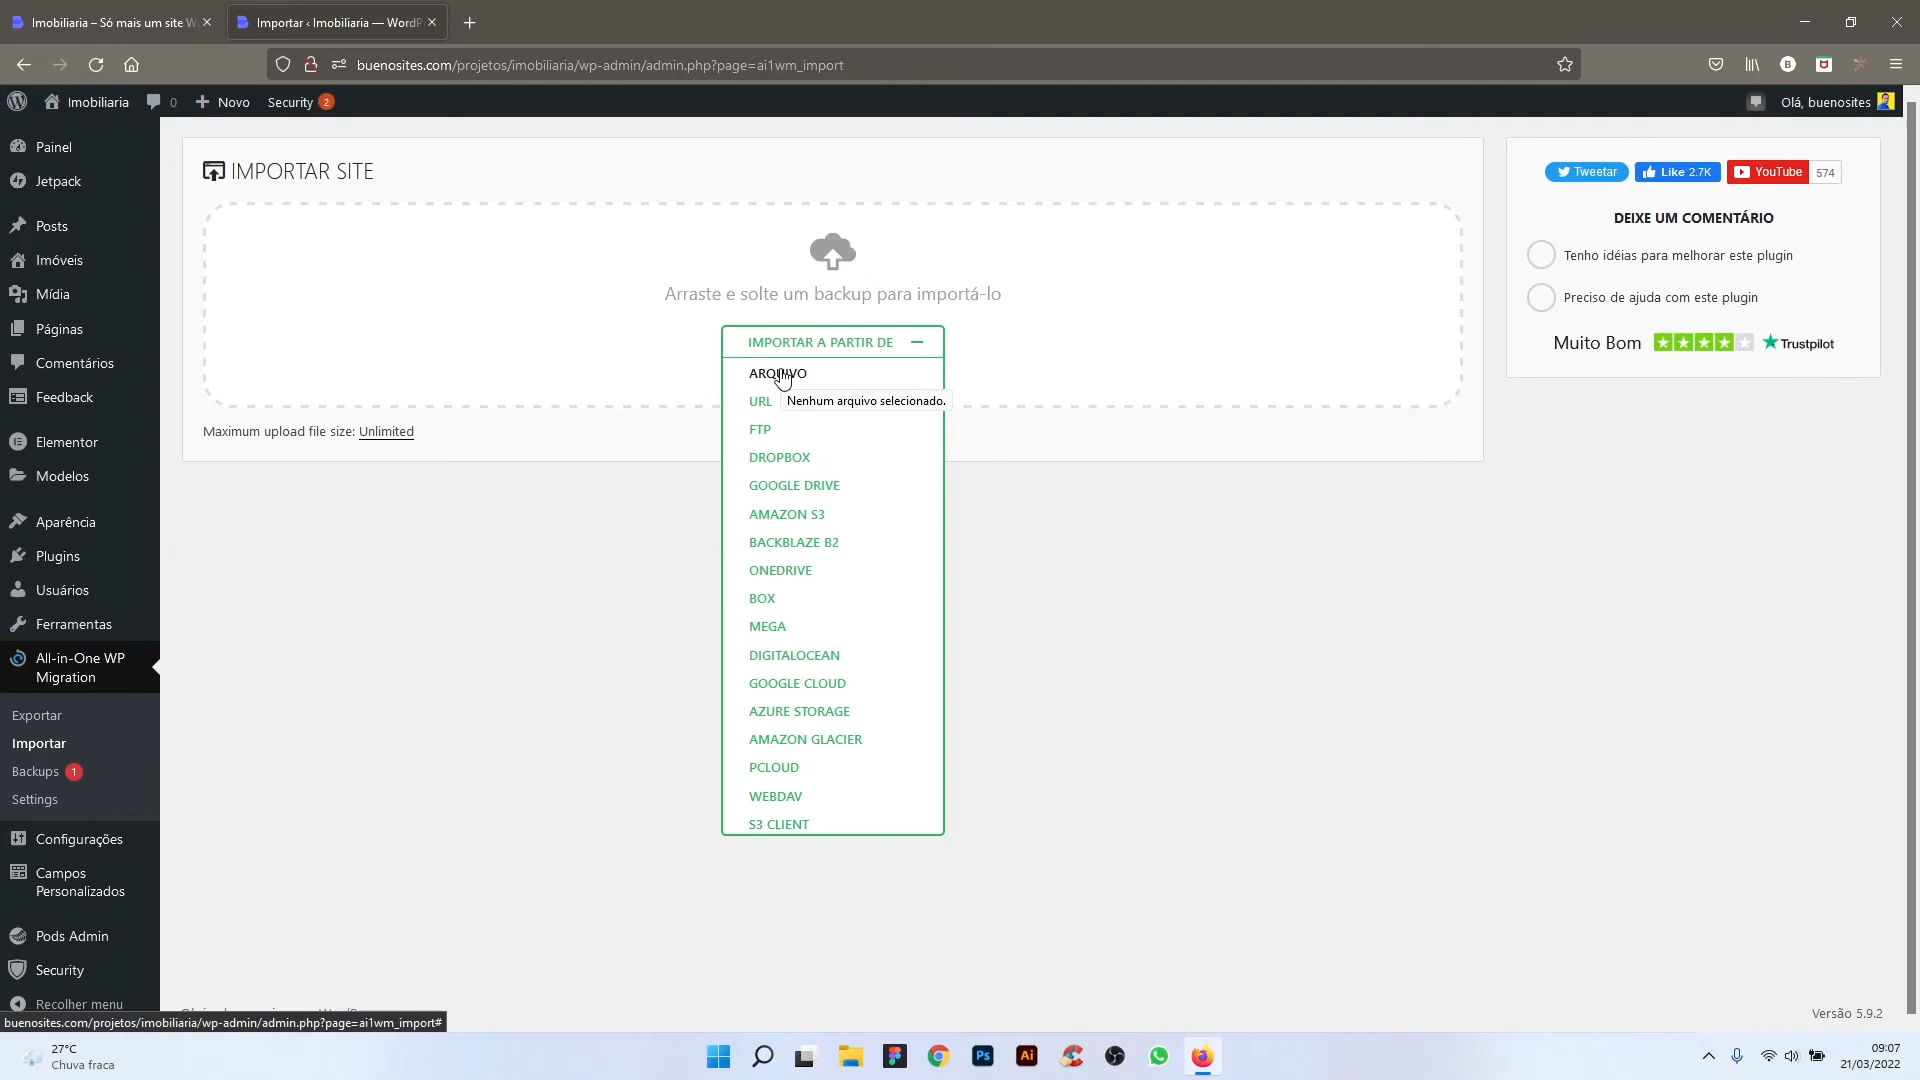 Imobiliaria – Só mais um site W
Importar ‹ Imobiliaria — WordP
buenosites.com/projetos/imobiliaria/wp-admin/admin.php?page=ai1wm_import
Imobiliaria
0
Novo
Security 2
Olá, buenosites
Painel
Jetpack
Posts
Imóveis
Mídia
Páginas
Comentários
Feedback
Elementor
Modelos
Aparência
Plugins
Usuários
Ferramentas
All-in-One WP
Migration
Exportar
Importar
Backups 1
Settings
Configurações
Campos
Personalizados
Pods Admin
Security
Recolher menu
IMPORTAR SITE
Arraste e solte um backup para importá-lo
IMPORTAR A PARTIR DE
ARQUIVO
Nenhum arquivo selecionado.
URL
FTP
DROPBOX
GOOGLE DRIVE
AMAZON S3
BACKBLAZE B2
ONEDRIVE
BOX
MEGA
DIGITALOCEAN
GOOGLE CLOUD
AZURE STORAGE
AMAZON GLACIER
PCLOUD
WEBDAV
S3 CLIENT
Maximum upload file size: Unlimited
Tweetar
Like 2.7K
YouTube 574
DEIXE UM COMENTÁRIO
Tenho idéias para melhorar este plugin
Preciso de ajuda com este plugin
Muito Bom
Trustpilot
Versão 5.9.2
buenosites.com/projetos/imobiliaria/wp-admin/admin.php?page=ai1wm_import#
27°C
Chuva fraca
Ps
Ai
09:07
21/03/2022